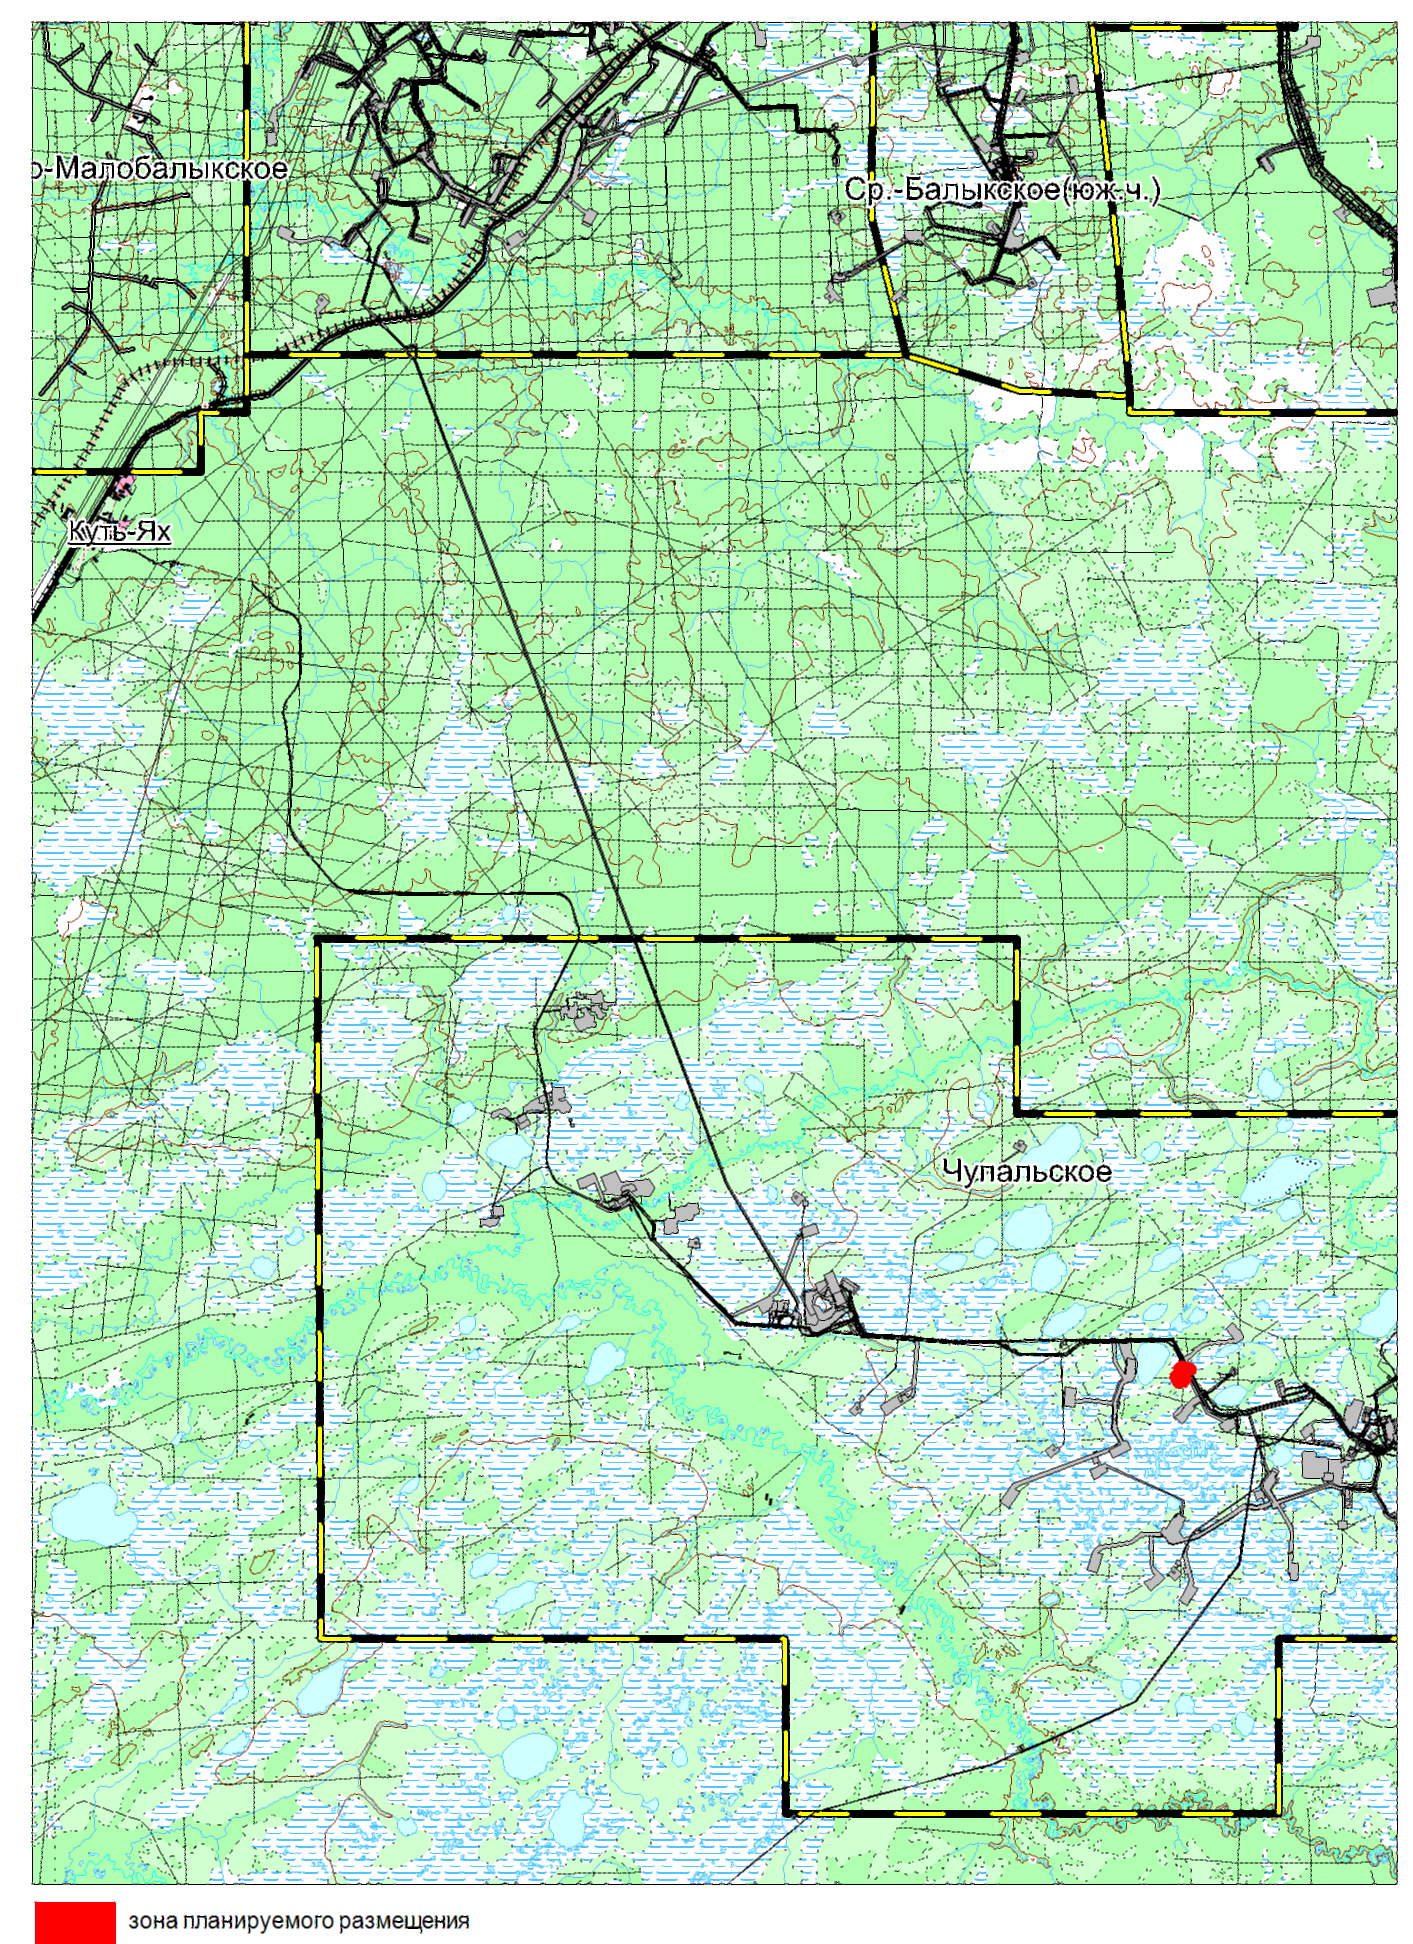 о-Малобалыкское
Ср.-Балыкское(юж.ч.)
Куть-Ях
Чупальское
зона планируемого размещения